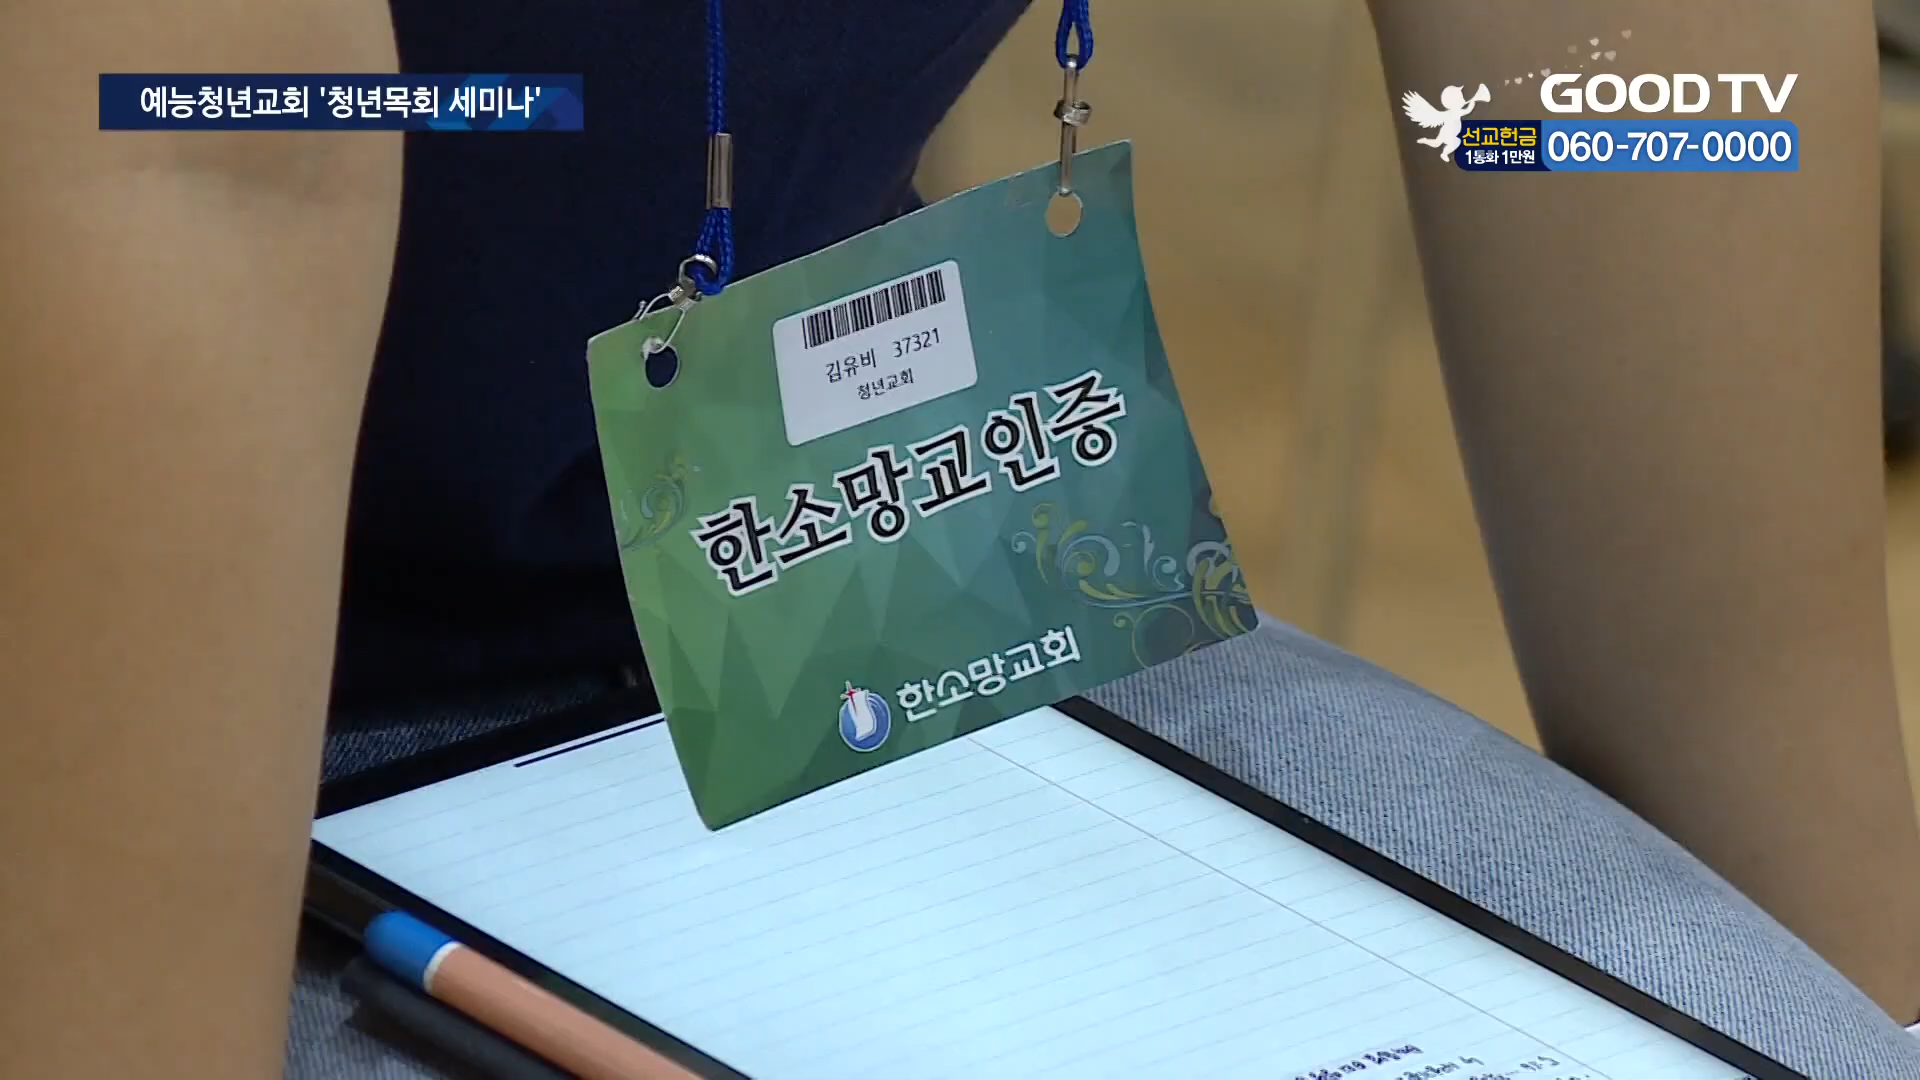 예능청년교회 '청년목회 세미나'
GOOD TV
선교헌금
1통화 1만원
060-707-0000
김유비 37321
청년교회
한소망교인증
한소망교회